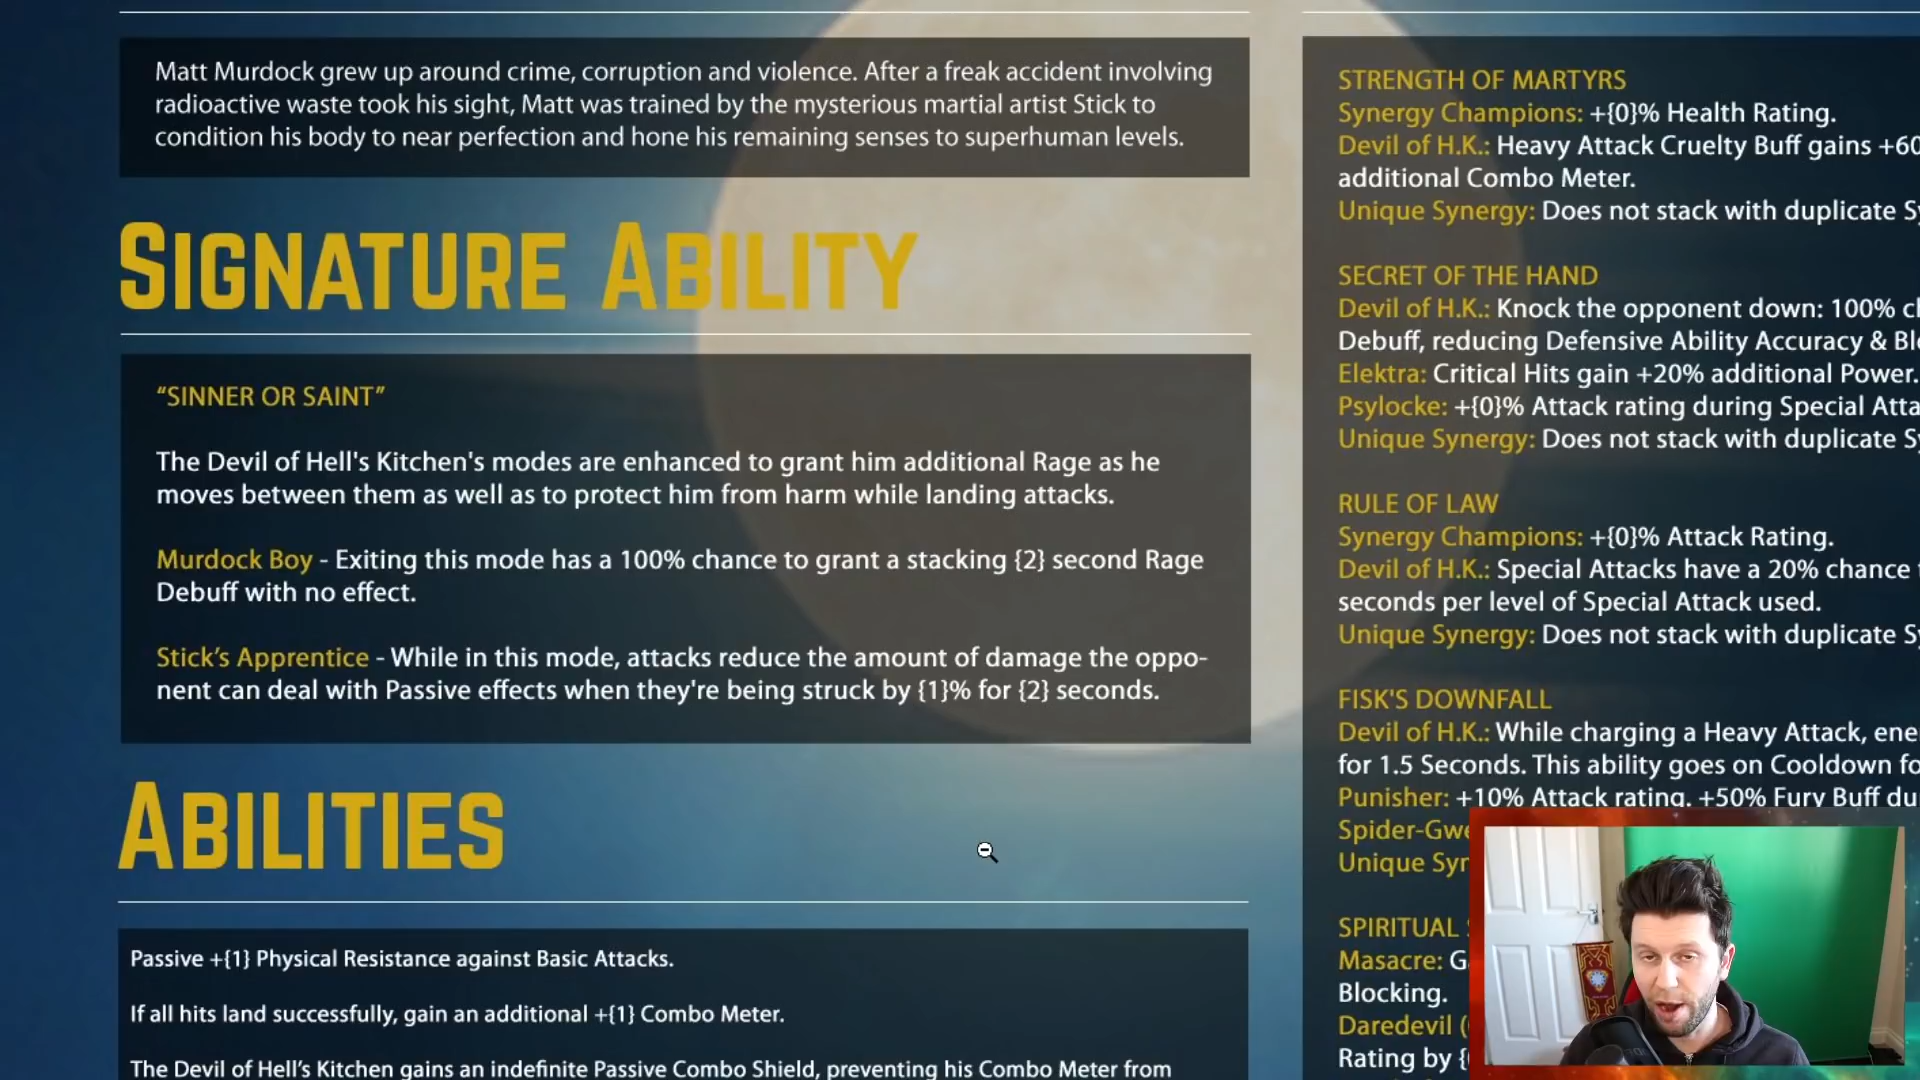 Matt Murdock grew up around crime, corruption and violence. After a freak accident involving
radioactive waste took his sight, Matt was trained by the mysterious martial artist Stick to
condition his body to near perfection and hone his remaining senses to superhuman levels.
SIGNATURE ABILITY
“SINNER OR SAINT”
The Devil of Hell's Kitchen's modes are enhanced to grant him additional Rage as he
moves between them as well as to protect him from harm while landing attacks.
Murdock Boy - Exiting this mode has a 100% chance to grant a stacking {2} second Rage
Debuff with no effect.
Stick’s Apprentice - While in this mode, attacks reduce the amount of damage the oppo-
nent can deal with Passive effects when they're being struck by {1}% for {2} seconds.
ABILITIES
Passive +{1} Physical Resistance against Basic Attacks.
If all hits land successfully, gain an additional +{1} Combo Meter.
The Devil of Hell’s Kitchen gains an indefinite Passive Combo Shield, preventing his Combo Meter from
STRENGTH OF MARTYRS
Synergy Champions: +{0}% Health Rating.
Devil of H.K.: Heavy Attack Cruelty Buff gains +60
additional Combo Meter.
Unique Synergy: Does not stack with duplicate
SECRET OF THE HAND
Devil of H.K.: Knock the opponent down: 100%
Debuff, reducing Defensive Ability Accuracy &
Elektra: Critical Hits gain +20% additional Power.
Psylocke: +{0}% Attack rating during Special
Unique Synergy: Does not stack with duplicate
RULE OF LAW
Synergy Champions: +{0}% Attack Rating.
Devil of H.K.: Special Attacks have a 20% chance
seconds per level of Special Attack used.
Unique Synergy: Does not stack with duplicate
FISK'S DOWNFALL
Devil of H.K.: While charging a Heavy Attack,
for 1.5 Seconds. This ability goes on Cooldown
Punisher: +10% Attack rating. +50% Fury Buff
Spider-Gwe
Unique
SPIRITUAL
Masacre:
Blocking.
Daredevil (
Rating by